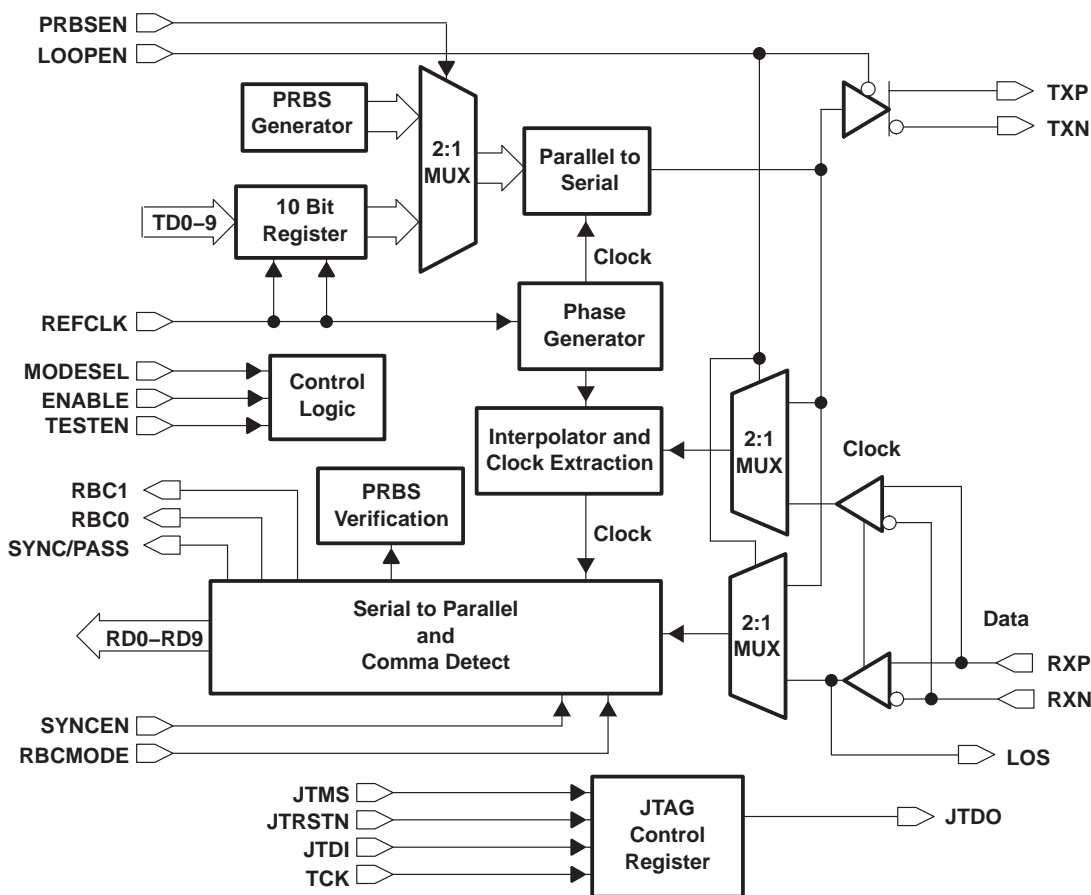 PRBSEN
LOOPEN
PRBS
Generator
2:1
MUX
Parallel to
Serial
TXP
TXN
TD0–9
10 Bit
Register
Clock
REFCLK
Phase
Generator
MODESEL
ENABLE
TESTEN
Control
Logic
Interpolator and
Clock Extraction
2:1
MUX
Clock
RBC1
RBC0
SYNC/PASS
PRBS
Verification
Clock
RD0–RD9
Serial to Parallel
and
Comma Detect
2:1
MUX
Data
RXP
RXN
SYNCEN
RBCMODE
LOS
JTMS
JTRSTN
JTDI
TCK
JTAG
Control
Register
JTDO